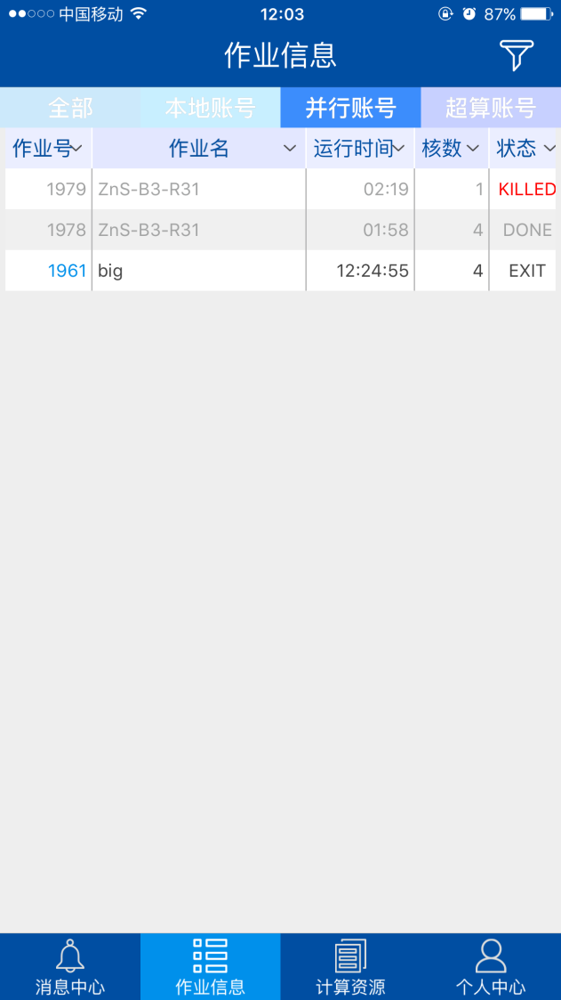 中国移动 12:03 87%
作业信息
全部 本地账号 并行账号 超算账号
作业号 作业名 运行时间 核数 状态
1979 ZnS-B3-R31 02:19 1 KILLED
1978 ZnS-B3-R31 01:58 4 DONE
1961 big 12:24:55 4 EXIT
消息中心 作业信息 计算资源 个人中心